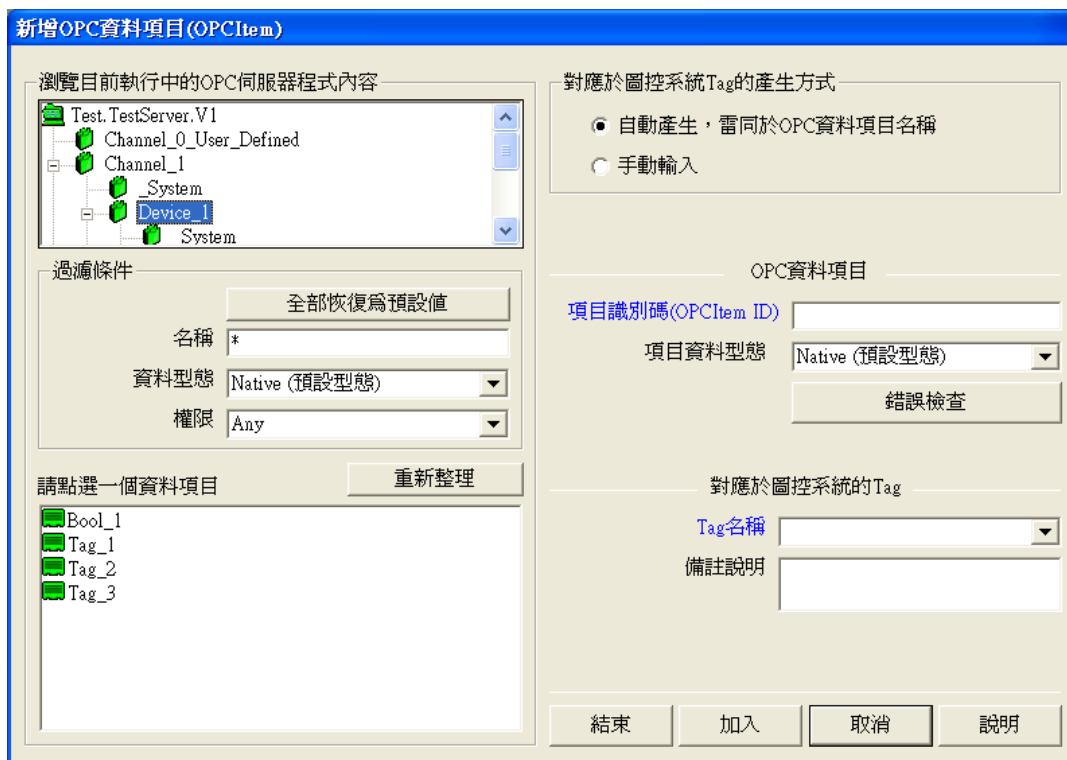 新增OPC資料項目(OPCItem)
瀏覽目前執行中的OPC伺服器程式內容
Test.TestServer.V1
Channel_0_User_Defined
Channel_1
_System
Device_1
_System
過濾條件
全部恢復為預設值
名稱 *
資料型態 Native (預設型態)
權限 Any
請點選一個資料項目 重新整理
Bool_1
Tag_1
Tag_2
Tag_3
對應於圖控系統Tag的產生方式
自動產生，雷同於OPC資料項目名稱
手動輸入
OPC資料項目
項目識別碼(OPCItem ID)
項目資料型態 Native (預設型態)
錯誤檢查
對應於圖控系統的Tag
Tag名稱
備註說明
結束 加入 取消 說明